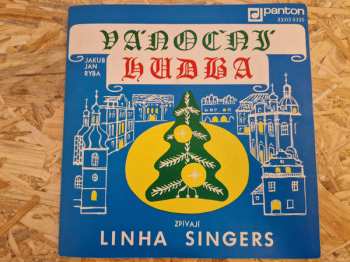 panton
VÁNOČNÍ
HUDBA
JAKUB
JAN
RYBA
ZPÍVAJÍ
LINHA SINGERS